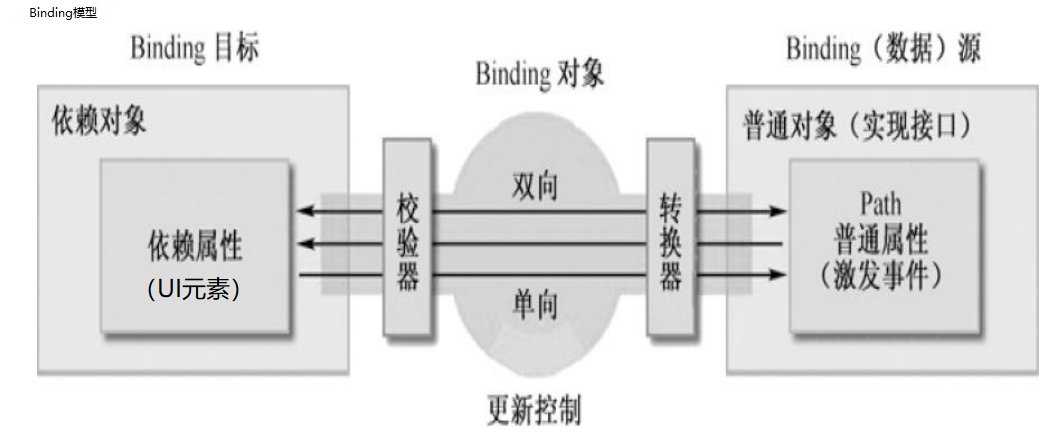 Binding模型
Binding 目标
Binding 对象
Binding（数据）源
依赖对象
依赖属性
（UI元素）
校验器
双向
单向
转换器
普通对象（实现接口）
Path
普通属性
（激发事件）
更新控制